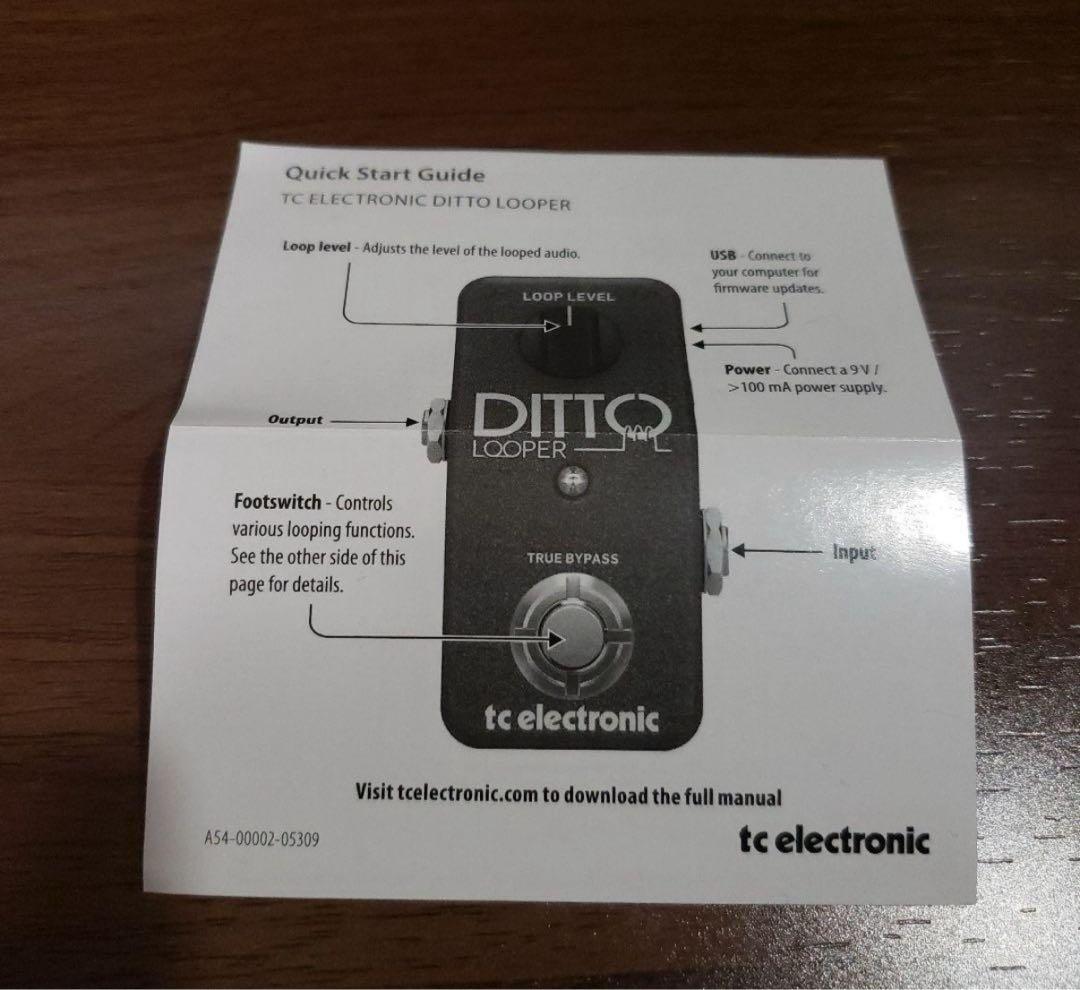 Quick Start Guide
TC ELECTRONIC DITTO LOOPER
Loop level - Adjusts the level of the looped audio.
USB - Connect to
your computer for
firmware updates.
LOOP LEVEL
Power - Connect a 9 V /
>100 mA power supply.
Output
DITTO
LOOPER
Footswitch - Controls
various looping functions.
See the other side of this
page for details.
TRUE BYPASS
Input
tc electronic
Visit tcelectronic.com to download the full manual
A54-00002-05309
tc electronic